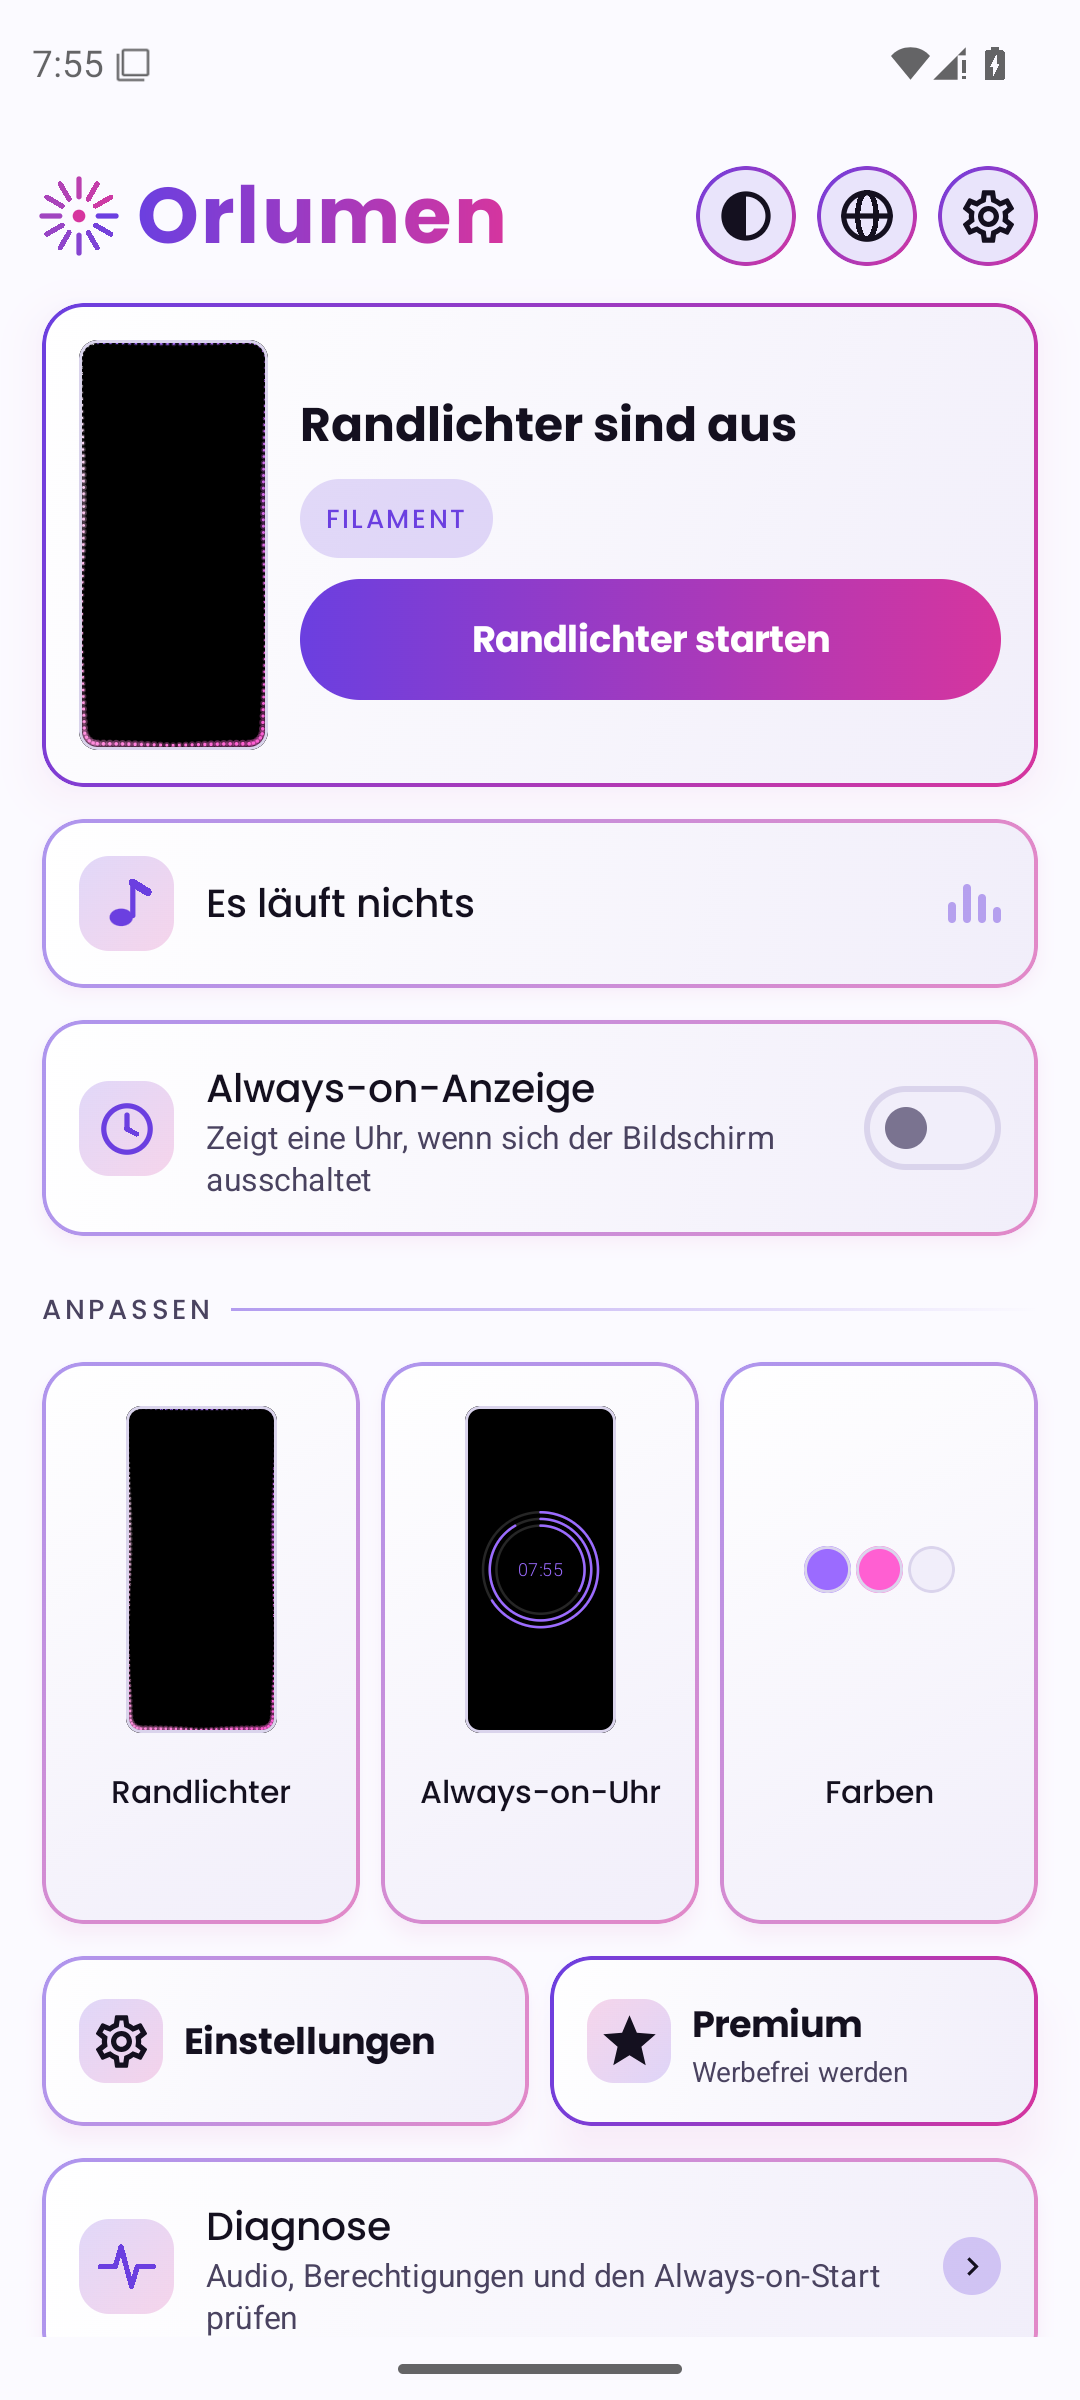 7:55
Orlumen
Randlichter sind aus
FILAMENT
Randlichter starten
Es läuft nichts
Always-on-Anzeige
Zeigt eine Uhr, wenn sich der Bildschirm
ausschaltet
ANPASSEN
07:55
Randlichter
Always-on-Uhr
Farben
Einstellungen
Premium
Werbefrei werden
Diagnose
Audio, Berechtigungen und den Always-on-Start
prüfen